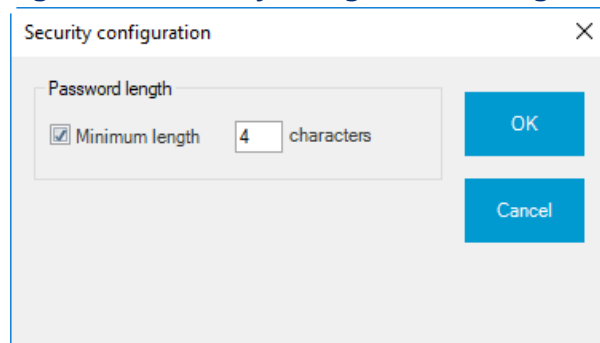 Security configuration
Password length
Minimum length 4 characters
OK
Cancel